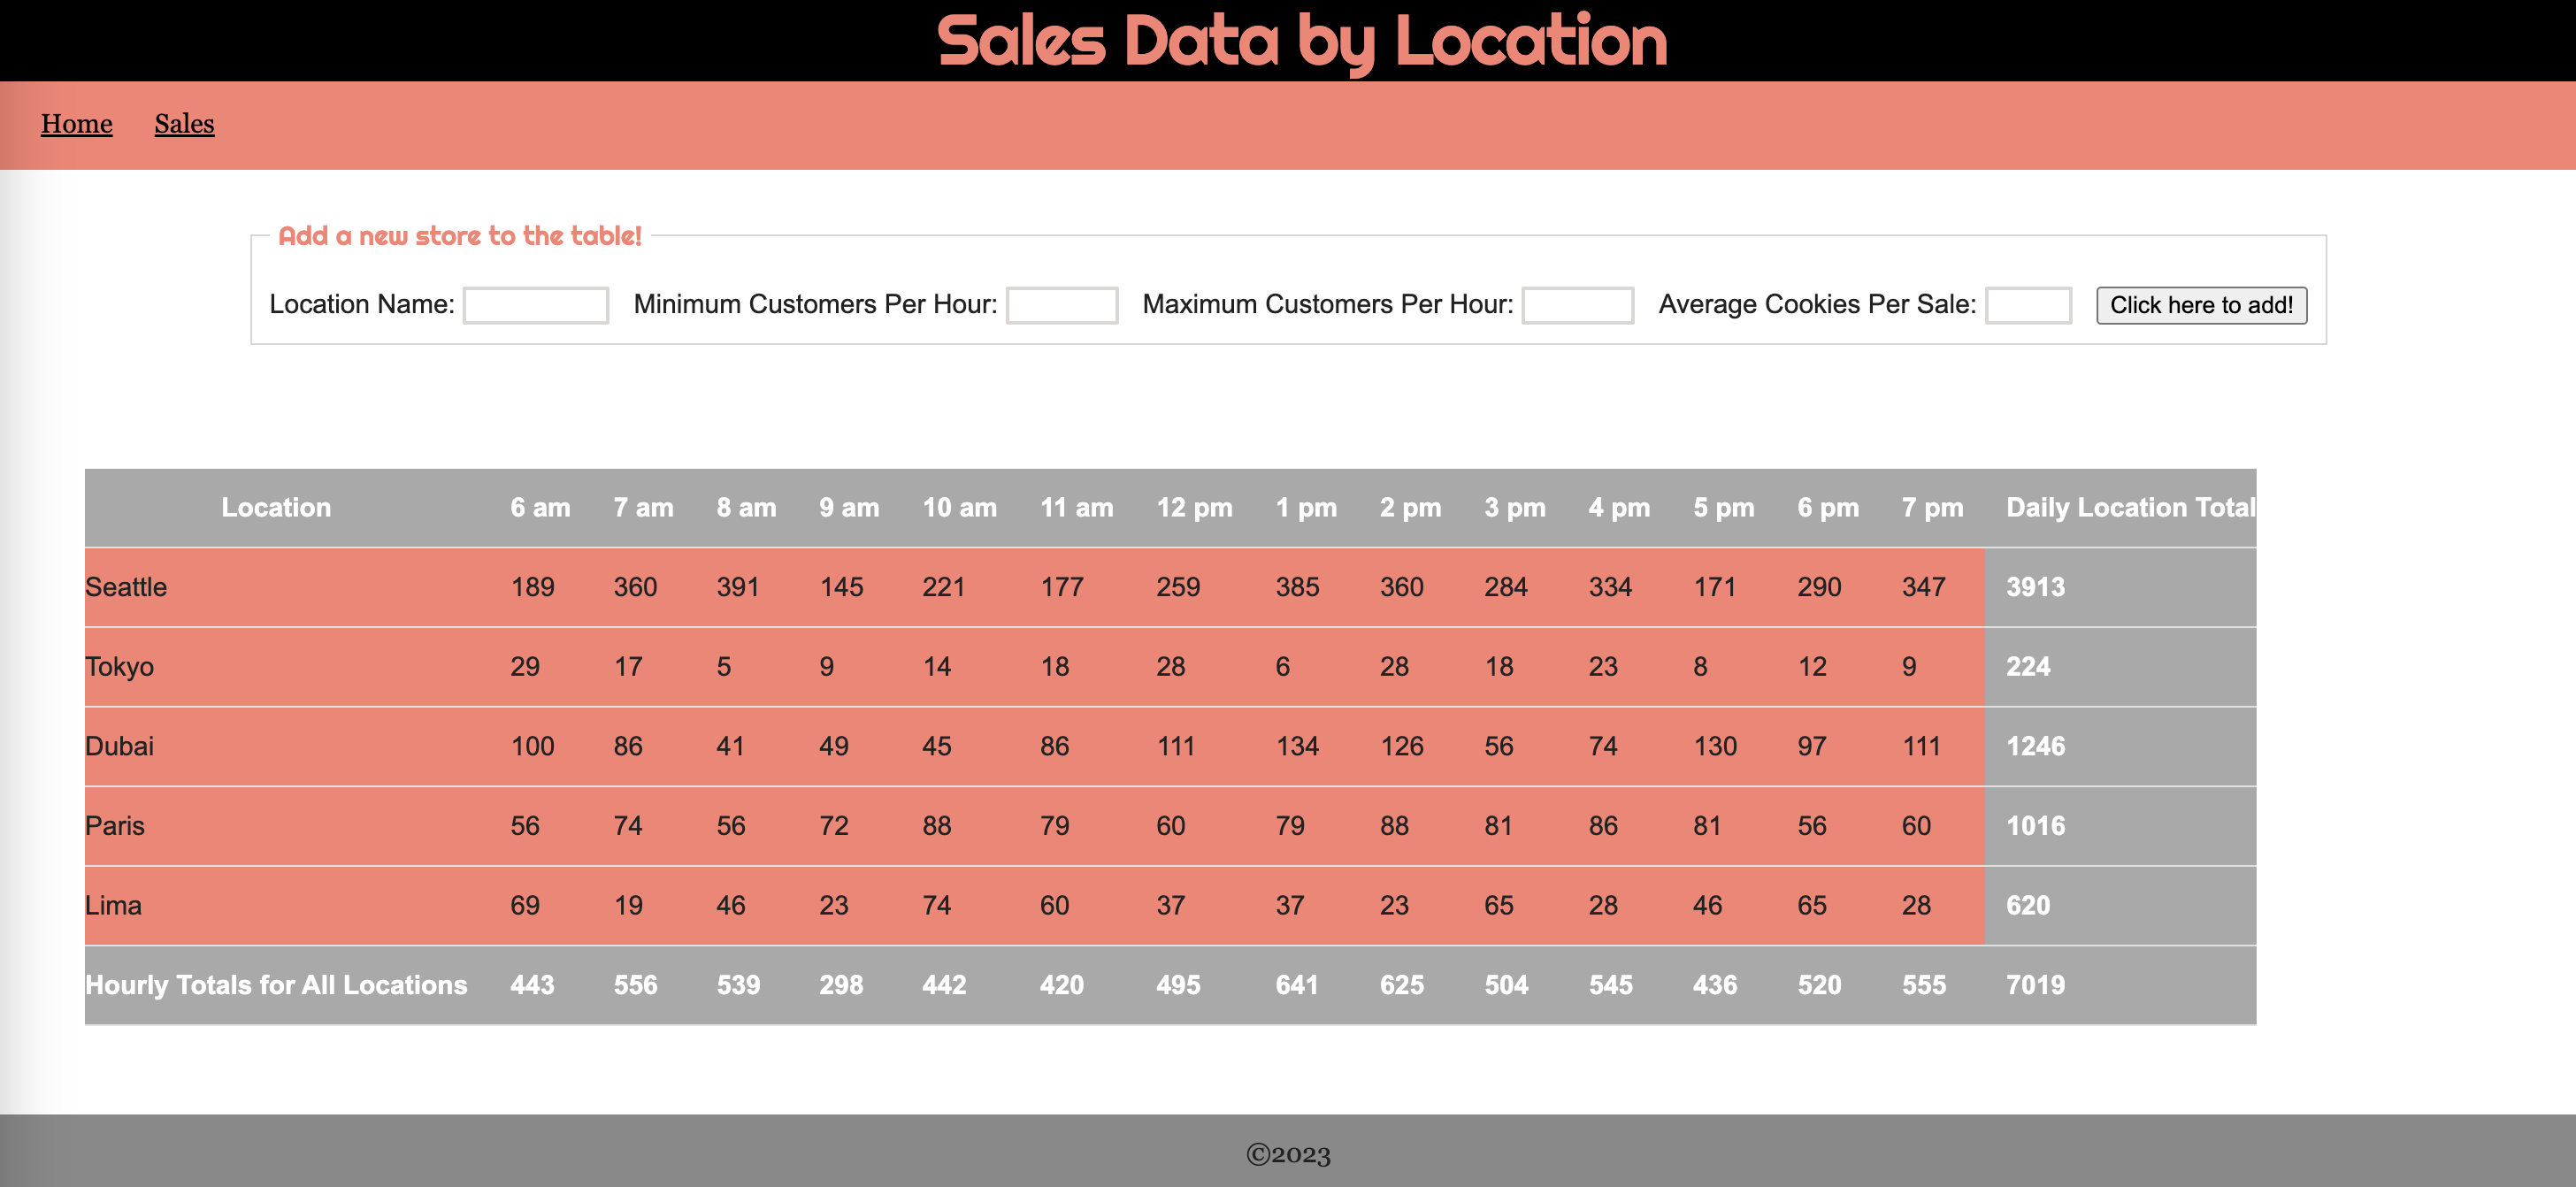 Sales Data by Location
Home Sales
Add a new store to the table!
Location Name: Minimum Customers Per Hour: Maximum Customers Per Hour: Average Cookies Per Sale: Click here to add!
Location 6 am 7 am 8 am 9 am 10 am 11 am 12 pm 1 pm 2 pm 3 pm 4 pm 5 pm 6 pm 7 pm Daily Location Total
Seattle 189 360 391 145 221 177 259 385 360 284 334 171 290 347 3913
Tokyo 29 17 5 9 14 18 28 6 28 18 23 8 12 9 224
Dubai 100 86 41 49 45 86 111 134 126 56 74 130 97 111 1246
Paris 56 74 56 72 88 79 60 79 88 81 86 81 56 60 1016
Lima 69 19 46 23 74 60 37 37 23 65 28 46 65 28 620
Hourly Totals for All Locations 443 556 539 298 442 420 495 641 625 504 545 436 520 555 7019
©2023